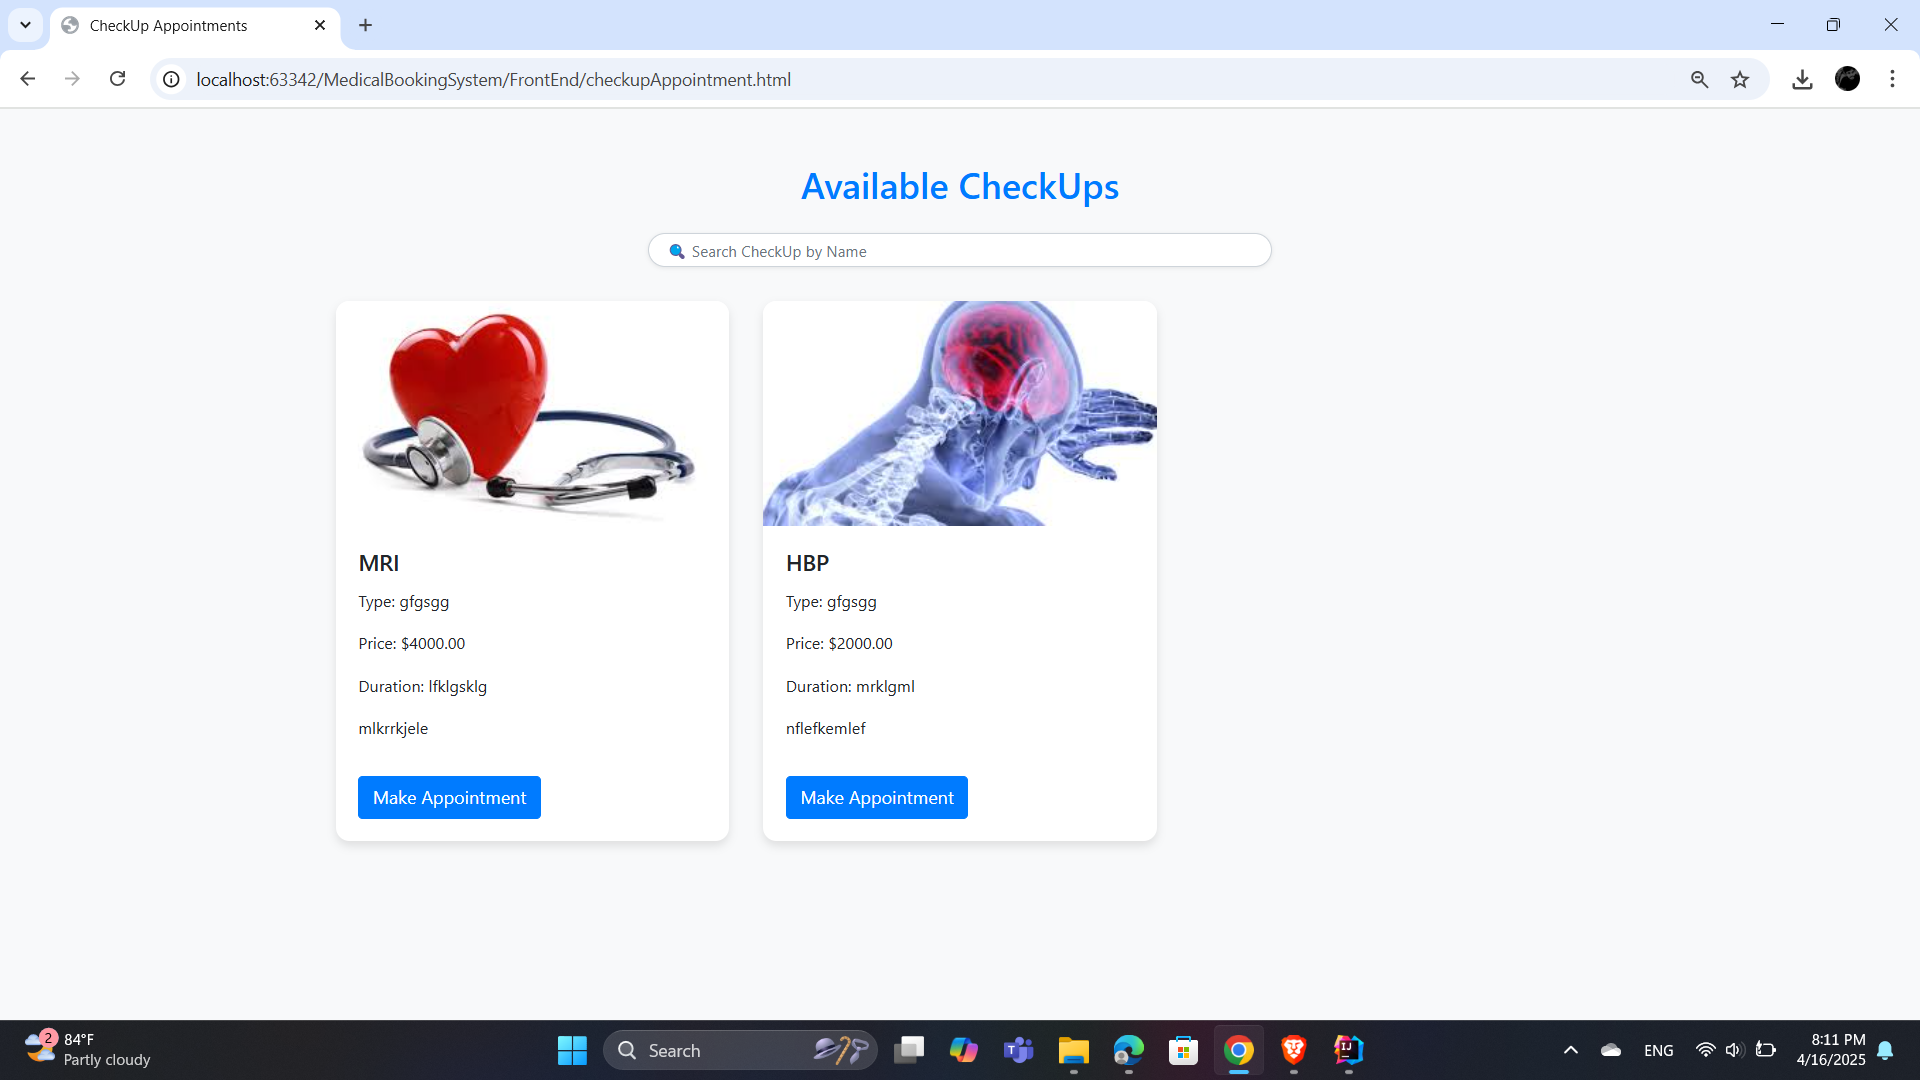 CheckUp Appointments
localhost:63342/MedicalBookingSystem/FrontEnd/checkupAppointment.html
Available CheckUps
Search CheckUp by Name
MRI
Type: gfgsgg
Price: $4000.00
Duration: lfklgsklg
mlkrrkjele
Make Appointment
HBP
Type: gfgsgg
Price: $2000.00
Duration: mrklgml
nflefkemlef
Make Appointment
2
84°F
Partly cloudy
Search
T
IJ
ENG
8:11 PM
4/16/2025